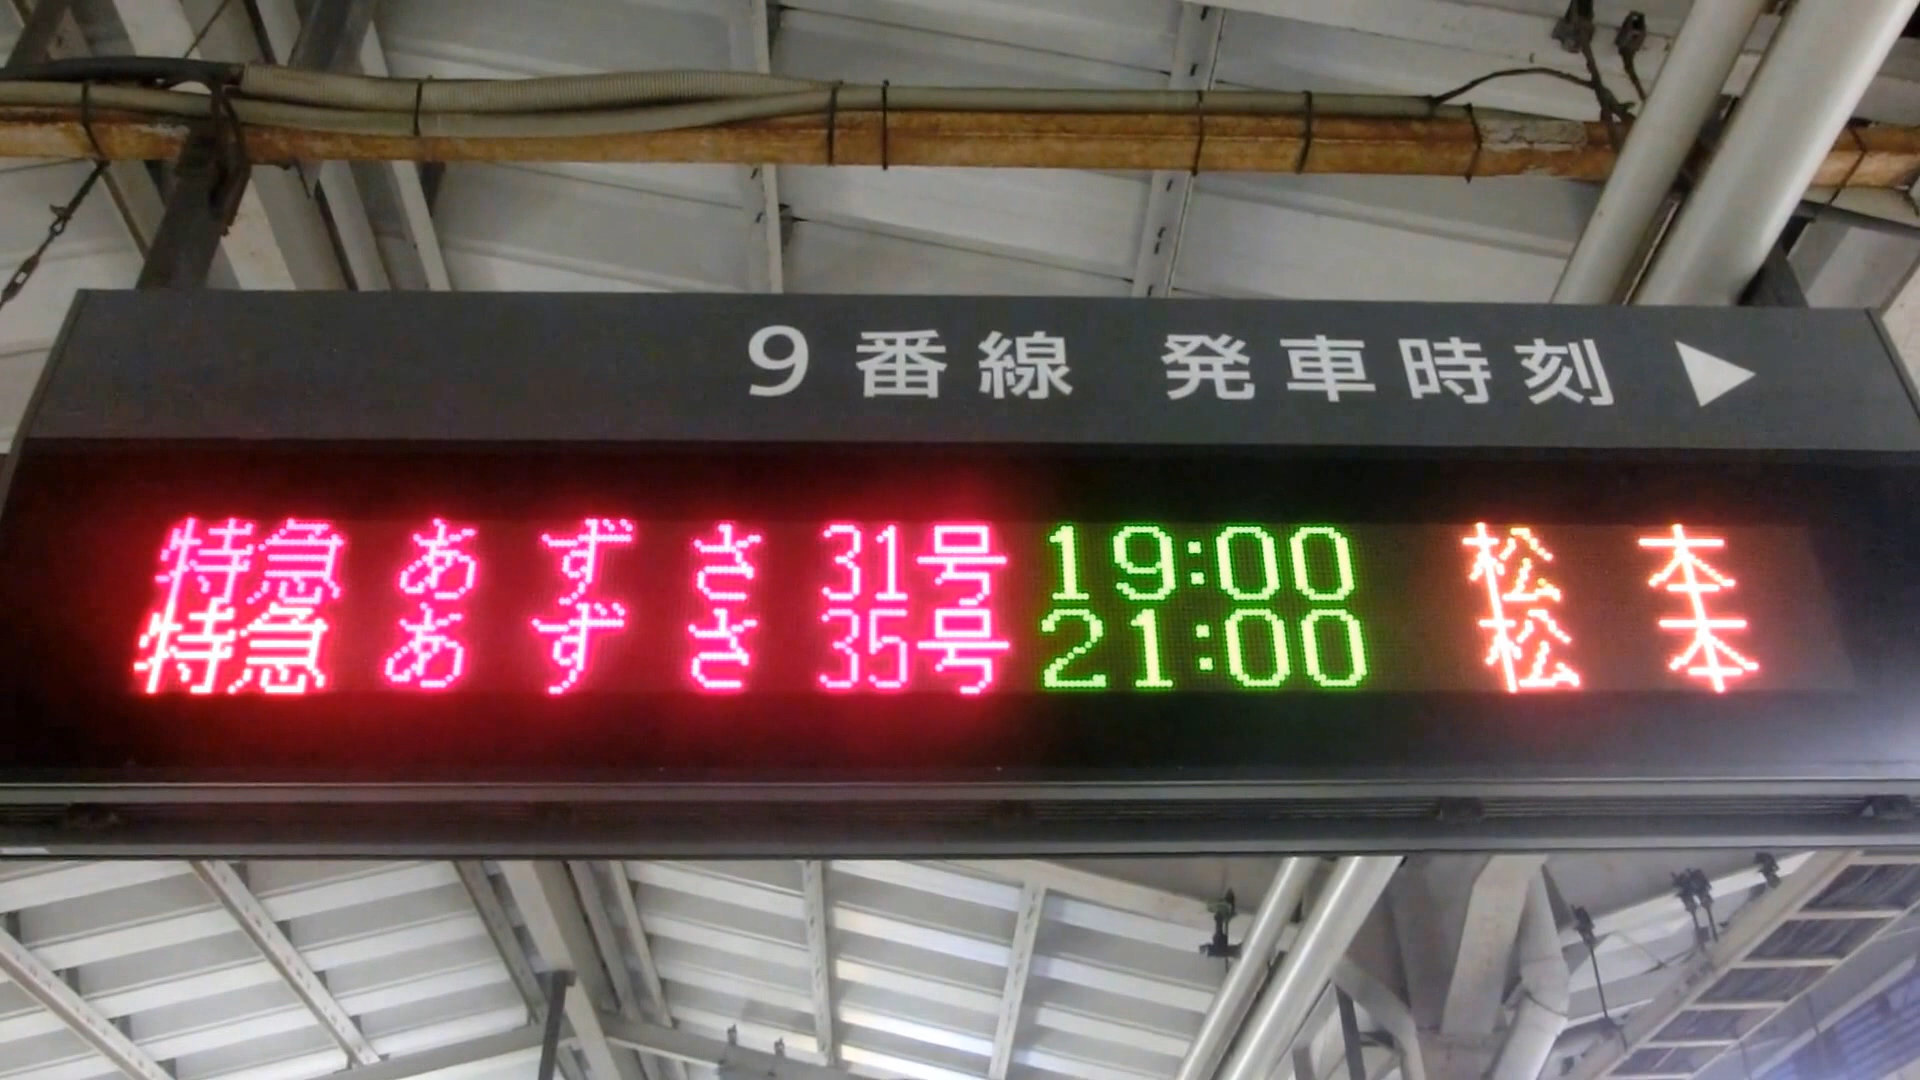 9番線 発車時刻 ▶
特急 あずさ 31号 19:00 松本
特急 あずさ 35号 21:00 松本